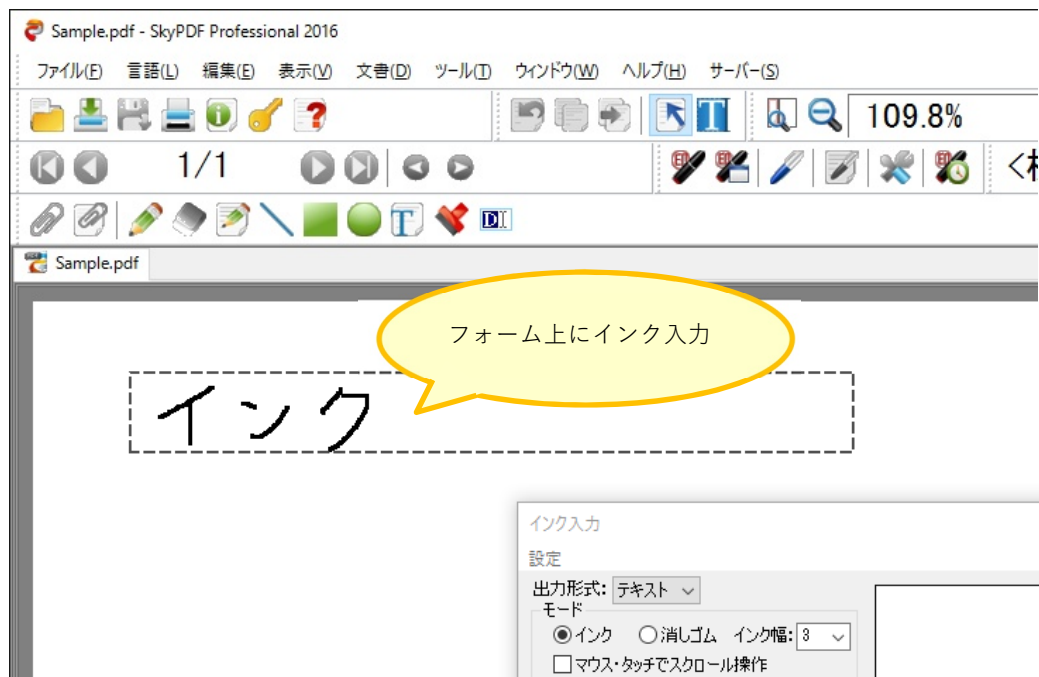 Sample.pdf - SkyPDF Professional 2016
ファイル(F) 言語(L) 編集(E) 表示(V) 文書(D) ツール(T) ウィンドウ(W) ヘルプ(H) サーバー(S)
109.8%
1/1
Sample.pdf
フォーム上にインク入力
インク
インク入力
設定
出力形式: テキスト
モード
インク 消しゴム インク幅: 3
マウス・タッチでスクロール操作